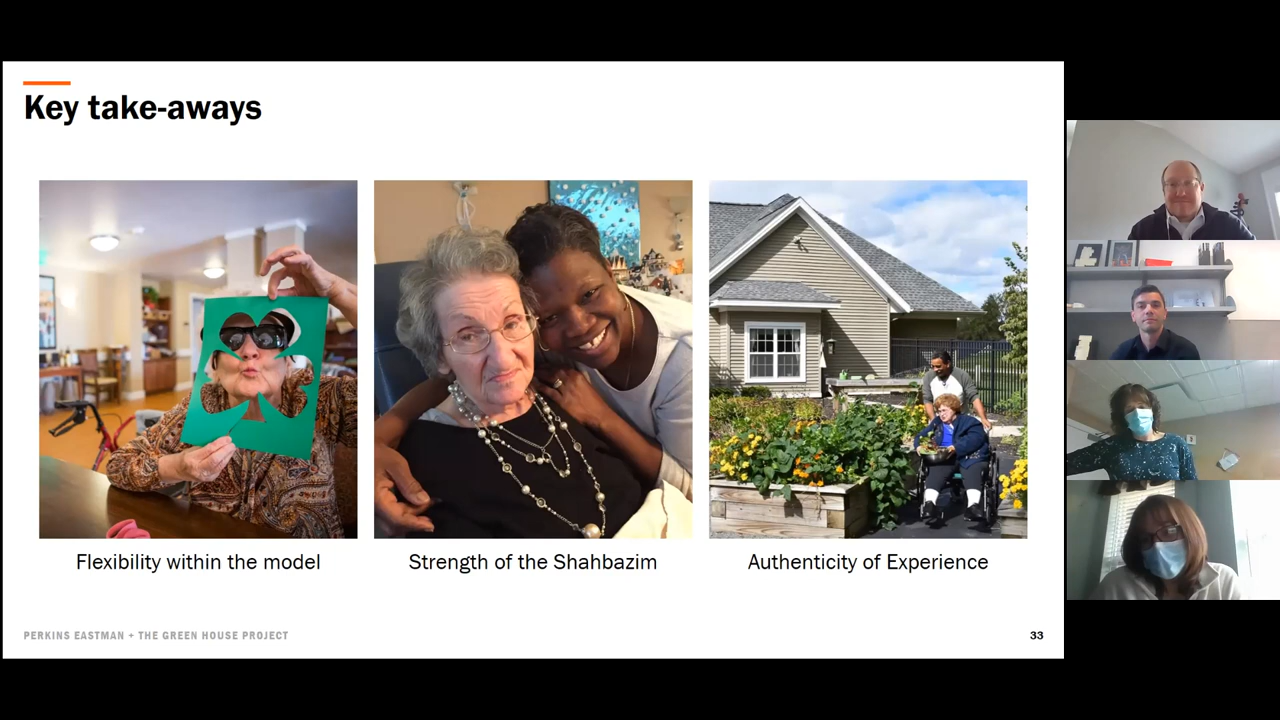 Key take-aways
Flexibility within the model
Strength of the Shahbazim
Authenticity of Experience
PERKINS EASTMAN + THE GREEN HOUSE PROJECT
33